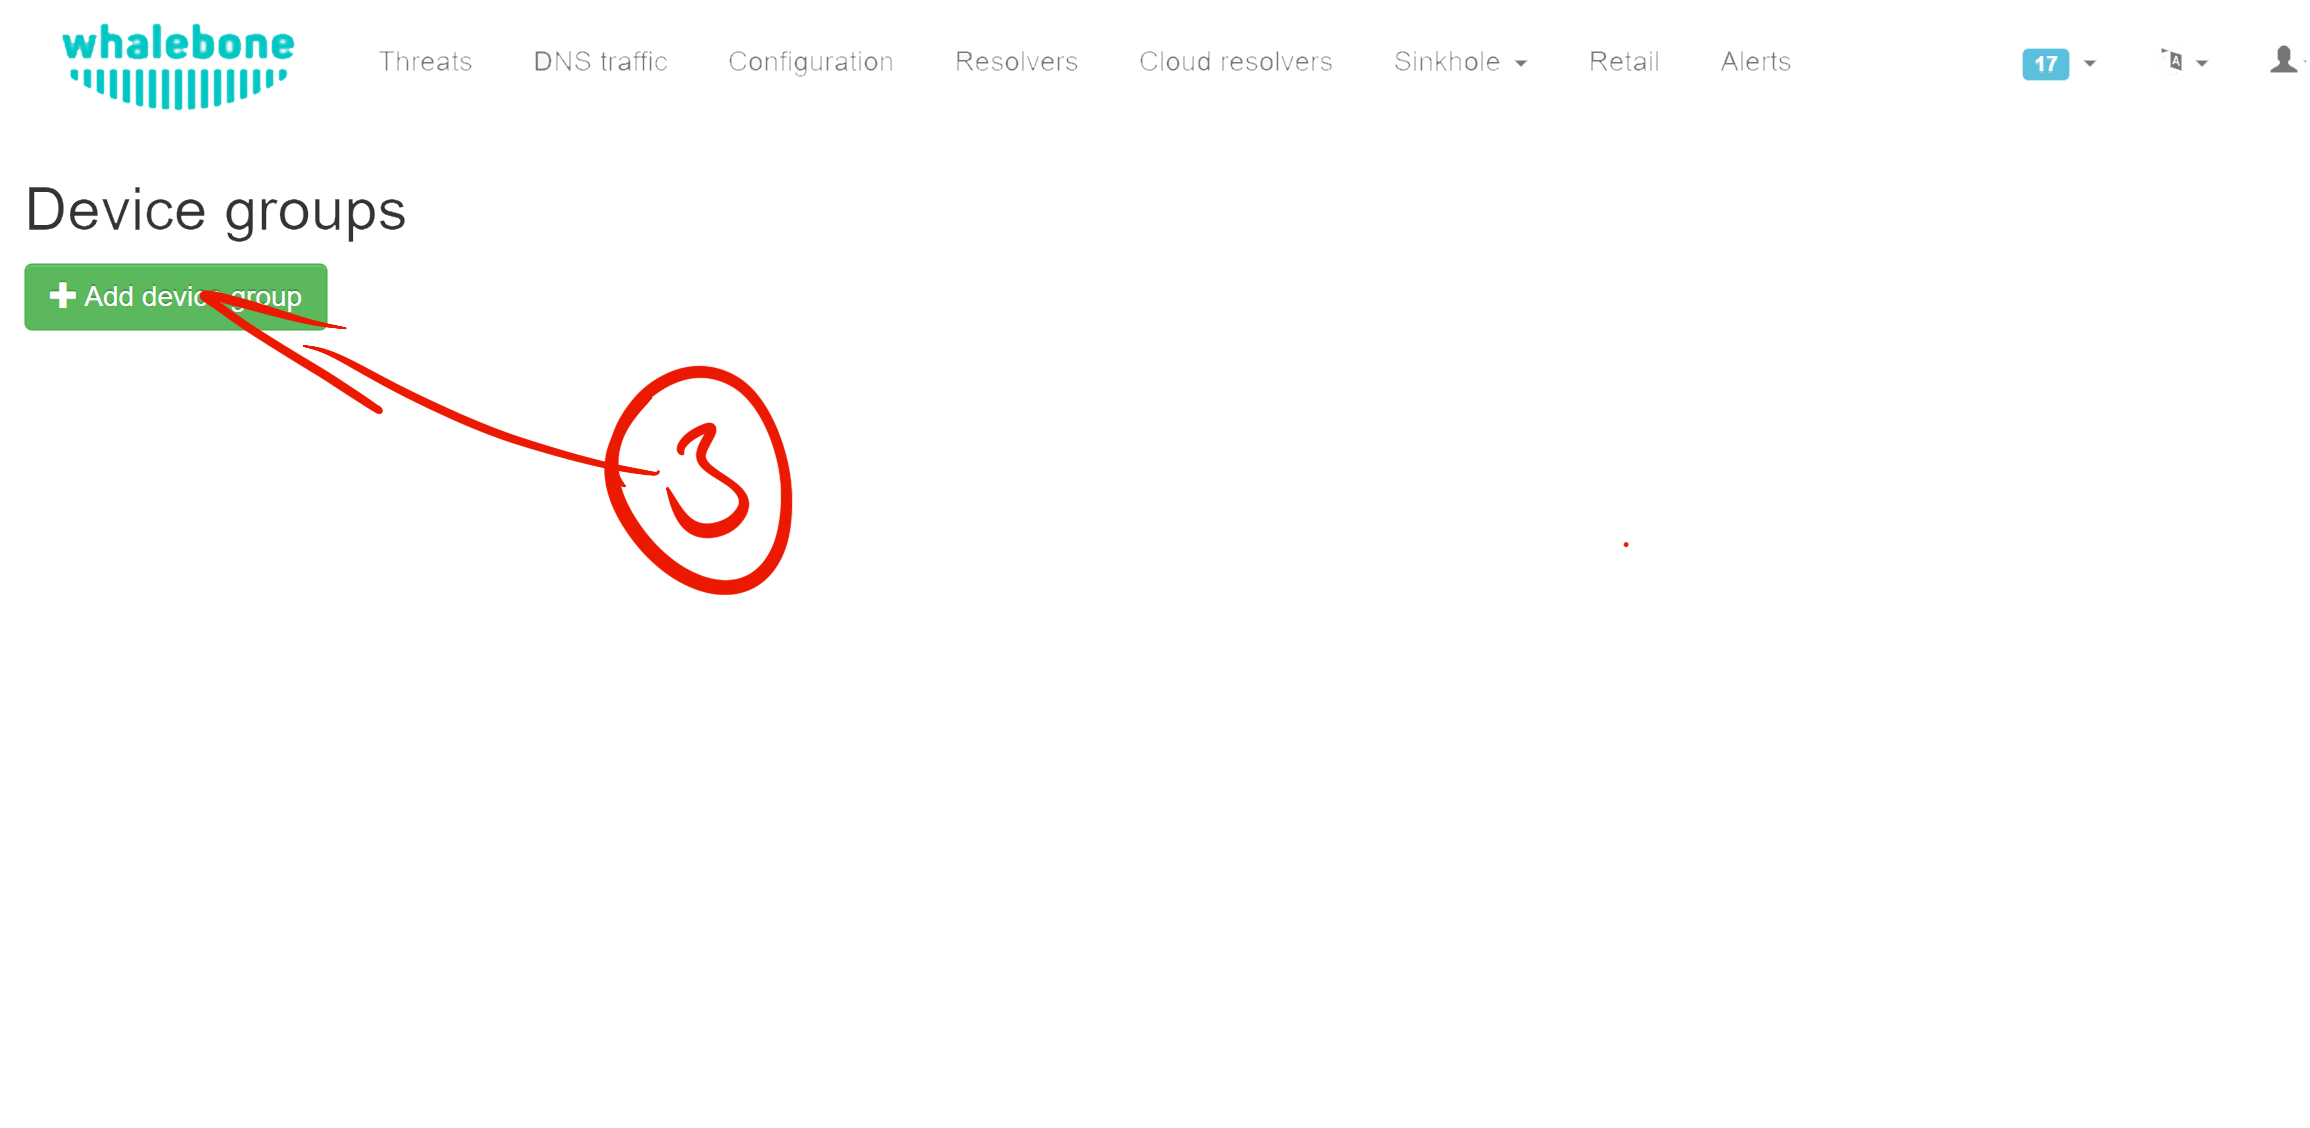 whalebone
Threats DNS traffic Configuration Resolvers Cloud resolvers Sinkhole Retail Alerts 17
Device groups
Add device group
3